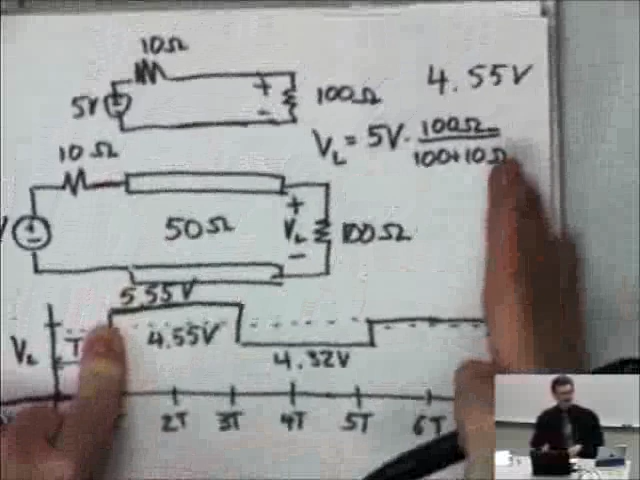 10Ω
4.55V
5V
100Ω
V_L = 5V · 100Ω / 100+10Ω
10Ω
V
50Ω
+ V_L -
100Ω
5.55V
V_L
T
4.55V
4.32V
2T 3T 4T 5T 6T